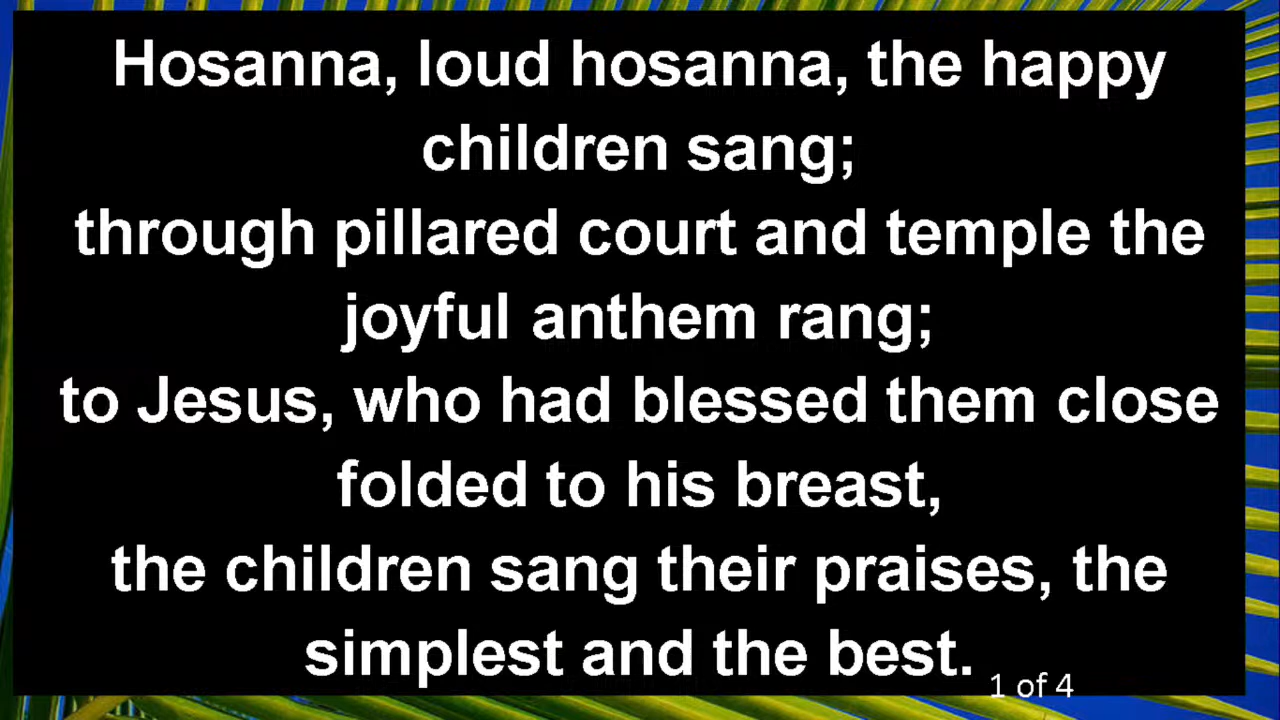 Hosanna, loud hosanna, the happy
children sang;
through pillared court and temple the
joyful anthem rang;
to Jesus, who had blessed them close
folded to his breast,
the children sang their praises, the
simplest and the best.
1 of 4